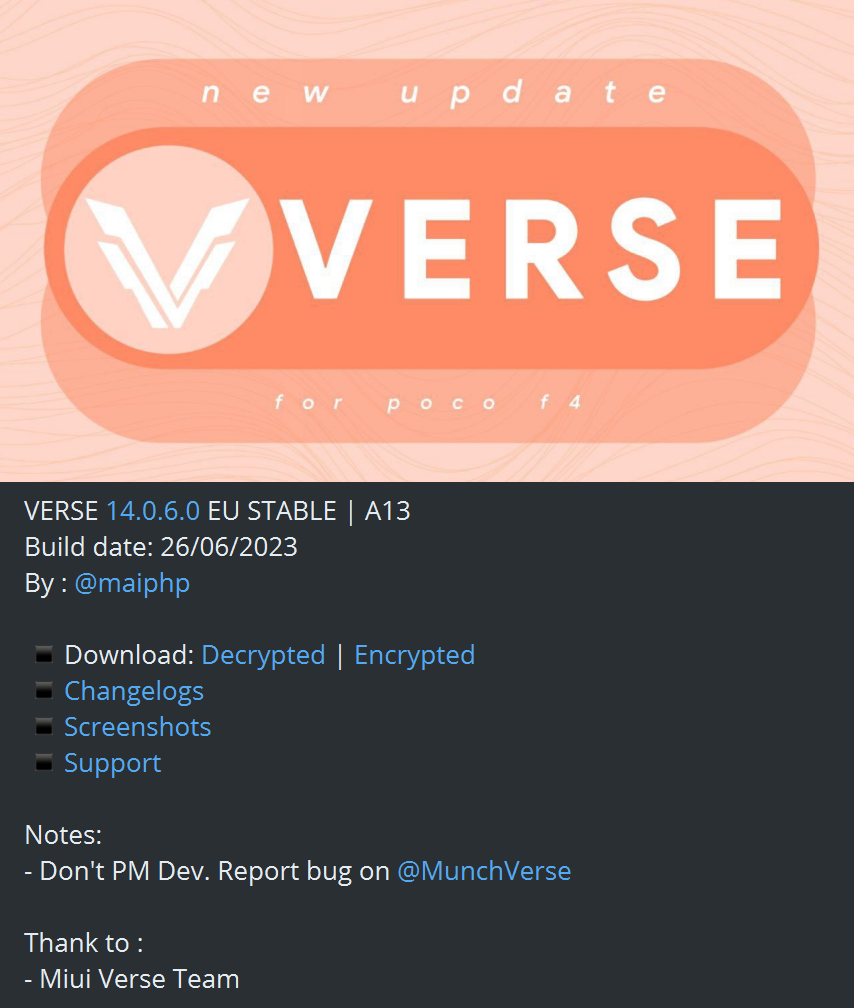 new update
VERSE
for poco f4
VERSE 14.0.6.0 EU STABLE | A13
Build date: 26/06/2023
By : @maiphp
▪️ Download: Decrypted | Encrypted
▪️ Changelogs
▪️ Screenshots
▪️ Support
Notes:
- Don't PM Dev. Report bug on @MunchVerse
Thank to :
- Miui Verse Team